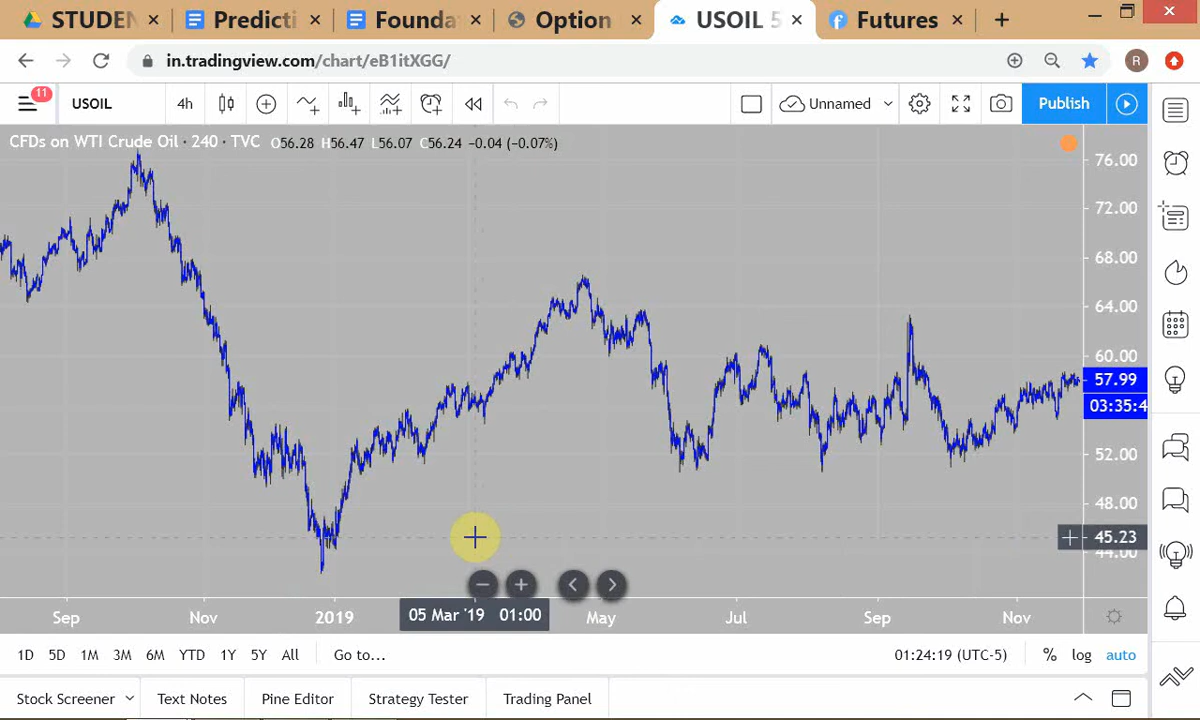 STUDEN Predicti Founda Option USOIL 5 Futures
in.tradingview.com/chart/eB1itXGG/ R
11 USOIL 4h Unnamed Publish
CFDs on WTI Crude Oil · 240 · TVC O56.28 H56.47 L56.07 C56.24 −0.04 (−0.07%)
76.00
72.00
68.00
64.00
60.00
57.99
03:35:4
52.00
48.00
45.23
44.00
Sep Nov 2019 05 Mar '19 01:00 May Jul Sep Nov
1D 5D 1M 3M 6M YTD 1Y 5Y All Go to... 01:24:19 (UTC-5) % log auto
Stock Screener Text Notes Pine Editor Strategy Tester Trading Panel